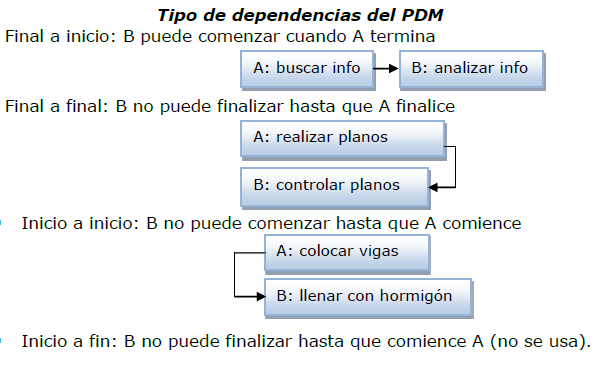 Tipo de dependencias del PDM
Final a inicio: B puede comenzar cuando A termina
A: buscar info
B: analizar info
Final a final: B no puede finalizar hasta que A finalice
A: realizar planos
B: controlar planos
Inicio a inicio: B no puede comenzar hasta que A comience
A: colocar vigas
B: llenar con hormigón
Inicio a fin: B no puede finalizar hasta que comience A (no se usa).